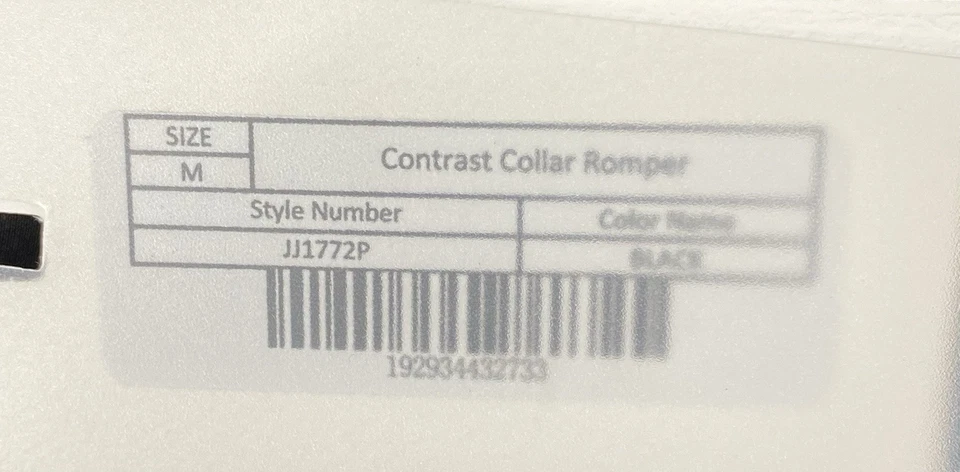 SIZE
M
Contrast Collar Romper
Style Number
Color Name
JJ1772P
BLACK
192934432733